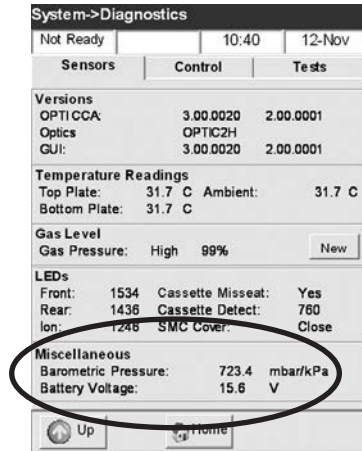 System->Diagnostics
Not Ready 10:40 12-Nov
Sensors Control Tests
Versions
OPTI CCA: 3.00.0020 2.00.0001
Optics OPTIC2H
GUI: 3.00.0020 2.00.0001
Temperature Readings
Top Plate: 31.7 C Ambient: 31.7 C
Bottom Plate: 31.7 C
Gas Level
Gas Pressure: High 99% New
LEDs
Front: 1534 Cassette Misseat: Yes
Rear: 1436 Cassette Detect: 760
Ion: 1246 SMC Cover: Close
Miscellaneous
Barometric Pressure: 723.4 mbar/kPa
Battery Voltage: 15.6 V
Up Home